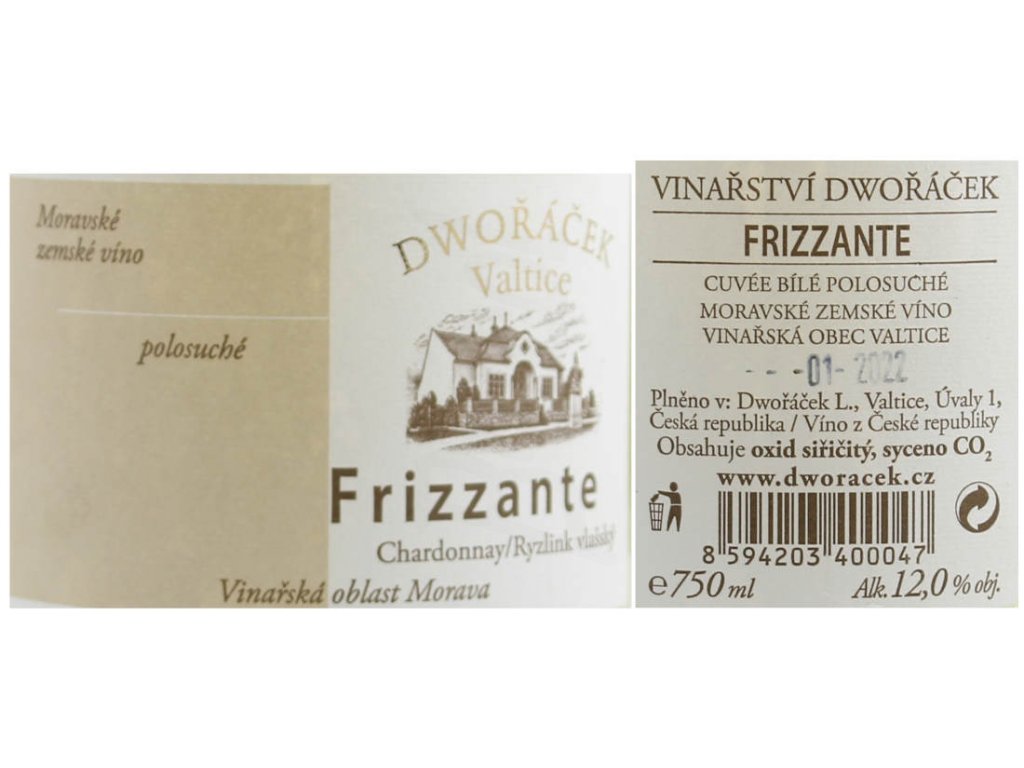 Moravské
zemské víno
polosuché
DWOŘÁČEK
Valtice
Frizzante
Chardonnay/Ryzlink vlašský
Vinařská oblast Morava
VINAŘSTVÍ DWOŘÁČEK
FRIZZANTE
CUVÉE BÍLÉ POLOSUCHÉ
MORAVSKÉ ZEMSKÉ VÍNO
VINAŘSKÁ OBEC VALTICE
- - -01- 2022
Plněno v: Dwořáček L., Valtice, Úvaly 1,
Česká republika / Víno z České republiky
Obsahuje oxid siřičitý, syceno CO₂
www.dworacek.cz
8 594203 400047
℮ 750 ml Alk. 12,0 % obj.